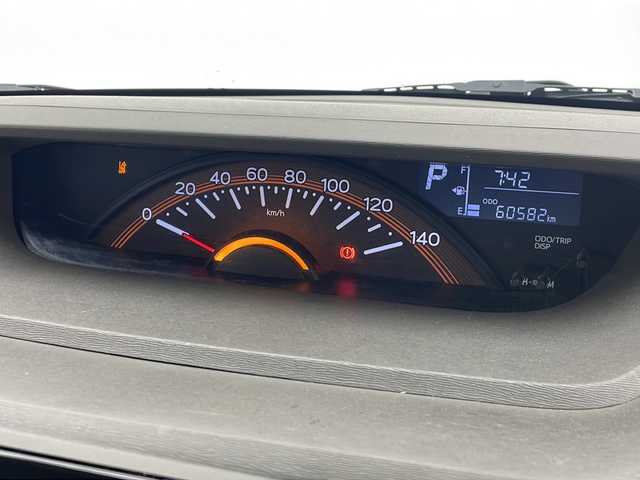 0
20
40
60
80
100
120
140
km/h
P
F
E
7:42
ODO
60582 km
ODO/TRIP
DISP
H M